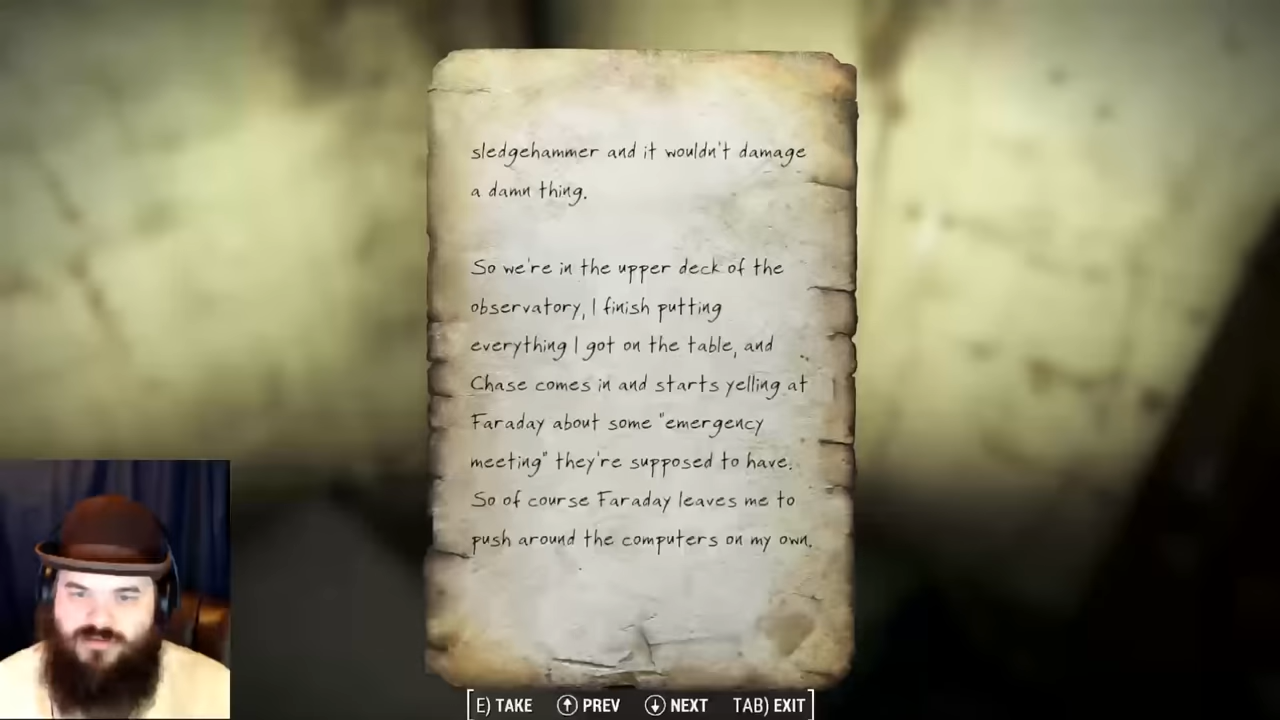 sledgehammer and it wouldn't damage
a damn thing.
So we're in the upper deck of the
observatory, I finish putting
everything I got on the table, and
Chase comes in and starts yelling at
Faraday about some "emergency
meeting" they're supposed to have.
So of course Faraday leaves me to
push around the computers on my own.
E) TAKE PREV NEXT TAB) EXIT